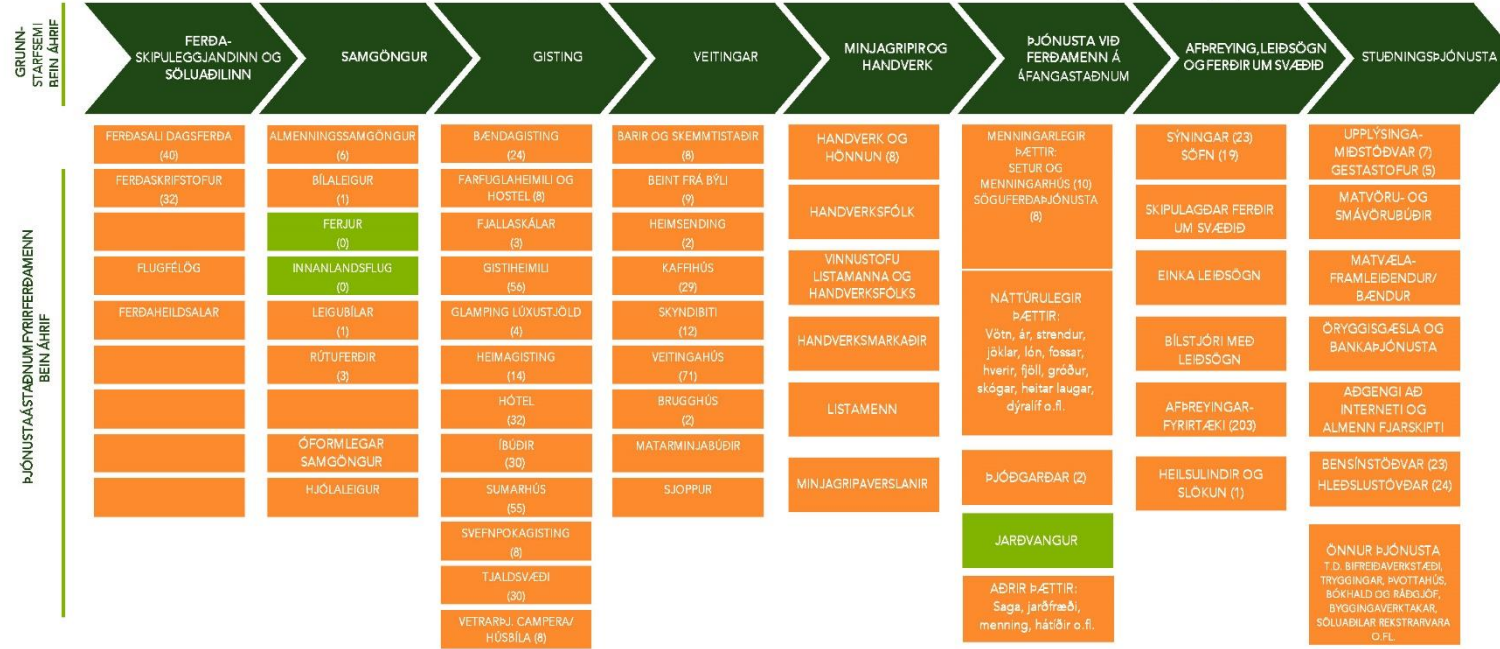 GRUNN-
STARFSEMI
BEIN ÁHRIF
FERÐA-
SKIPULEGGJANDINN OG
SÖLUAÐILINN
SAMGÖNGUR
GISTING
VEITINGAR
MINJAGRIPIR OG
HANDVERK
ÞJÓNUSTA VIÐ
FERÐAMENN Á
ÁFANGASTAÐNUM
AFÞREYING, LEIÐSÖGN
OG FERÐIR UM SVÆÐIÐ
STUÐNINGSÞJÓNUSTA
ÞJÓNUSTA Á ÁSTAÐNUM FYRIR FERÐAMENN
BEIN ÁHRIF
FERÐASALI DAGSFERÐA
(40)
FERÐASKRIFSTOFUR
(32)
FLUGFÉLÖG
FERÐAHEILDSALAR
ALMENNINGSSAMGÖNGUR
(6)
BÍLALEIGUR
(1)
FERJUR
(0)
INNANLANDSFLUG
(0)
LEIGUBÍLAR
(1)
RÚTUFERÐIR
(3)
ÓFORMLEGAR
SAMGÖNGUR
HJÓLALEIGUR
BÆNDAGISTING
(24)
FARFUGLAHEIMILI OG
HOSTEL (8)
FJALLASKÁLAR
(3)
GISTIHEIMILI
(56)
GLAMPING LÚXUSTJÖLD
(4)
HEIMAGISTING
(14)
HÓTEL
(32)
ÍBÚÐIR
(30)
SUMARHÚS
(55)
SVEFNPOKAGISTING
(8)
TJALDSVÆÐI
(30)
VETRARÞJ. CAMPERA/
HÚSBÍLA (8)
BARIR OG SKEMMTISTAÐIR
(8)
BEINT FRÁ BÝLI
(9)
HEIMSENDING
(2)
KAFFIHÚS
(29)
SKYNDIBITI
(12)
VEITINGAHÚS
(71)
BRUGGHÚS
(2)
MATARMINJABÚÐIR
SJOPPUR
HANDVERK OG
HÖNNUN (8)
HANDVERKSFÓLK
VINNUSTOFU
LISTAMANNA OG
HANDVERKSFÓLKS
HANDVERKSMARKAÐIR
LISTAMENN
MINJAGRIPAVERSLANIR
MENNINGARLEGIR
ÞÆTTIR:
SETUR OG
MENNINGARHÚS (10)
SÖGUFERÐAÞJÓNUSTA
(8)
NÁTTÚRULEGIR
ÞÆTTIR:
Vötn, ár, strendur,
jöklar, lón, fossar,
hverir, fjöll, gróður,
skógar, heitar laugar,
dýralíf o.fl.
ÞJÓÐGARÐAR (2)
JARÐVANGUR
AÐRIR ÞÆTTIR:
Saga, jarðfræði,
menning, hátíðir o.fl.
SÝNINGAR (23)
SÖFN (19)
SKIPULAGÐAR FERÐIR
UM SVÆÐIÐ
EINKA LEIÐSÖGN
BÍLSTJÓRI MEÐ
LEIÐSÖGN
AFÞREYINGAR-
FYRIRTÆKI (203)
HEILSULINDIR OG
SLÖKUN (1)
UPPLÝSINGA-
MIÐSTÖÐVAR (7)
GESTASTOFUR (5)
MATVÖRU- OG
SMÁVÖRUBÚÐIR
MATVÆLA-
FRAMLEIÐENDUR/
BÆNDUR
ÖRYGGISGÆSLA OG
BANKAÞJÓNUSTA
AÐGENGI AÐ
INTERNETI OG
ALMENN FJARSKIPTI
BENSÍNSTÖÐVAR (23)
HLEÐSLUSTÖVÐAR (24)
ÖNNUR ÞJÓNUSTA
T.D. BIFREIÐAVERKSTÆÐI,
TRYGGINGAR, ÞVOTTAHÚS,
BÓKHALD OG RÁÐGJÖF,
BYGGINGAVERKTAKAR,
SÖLUAÐILAR REKSTRARVARA
O.FL.